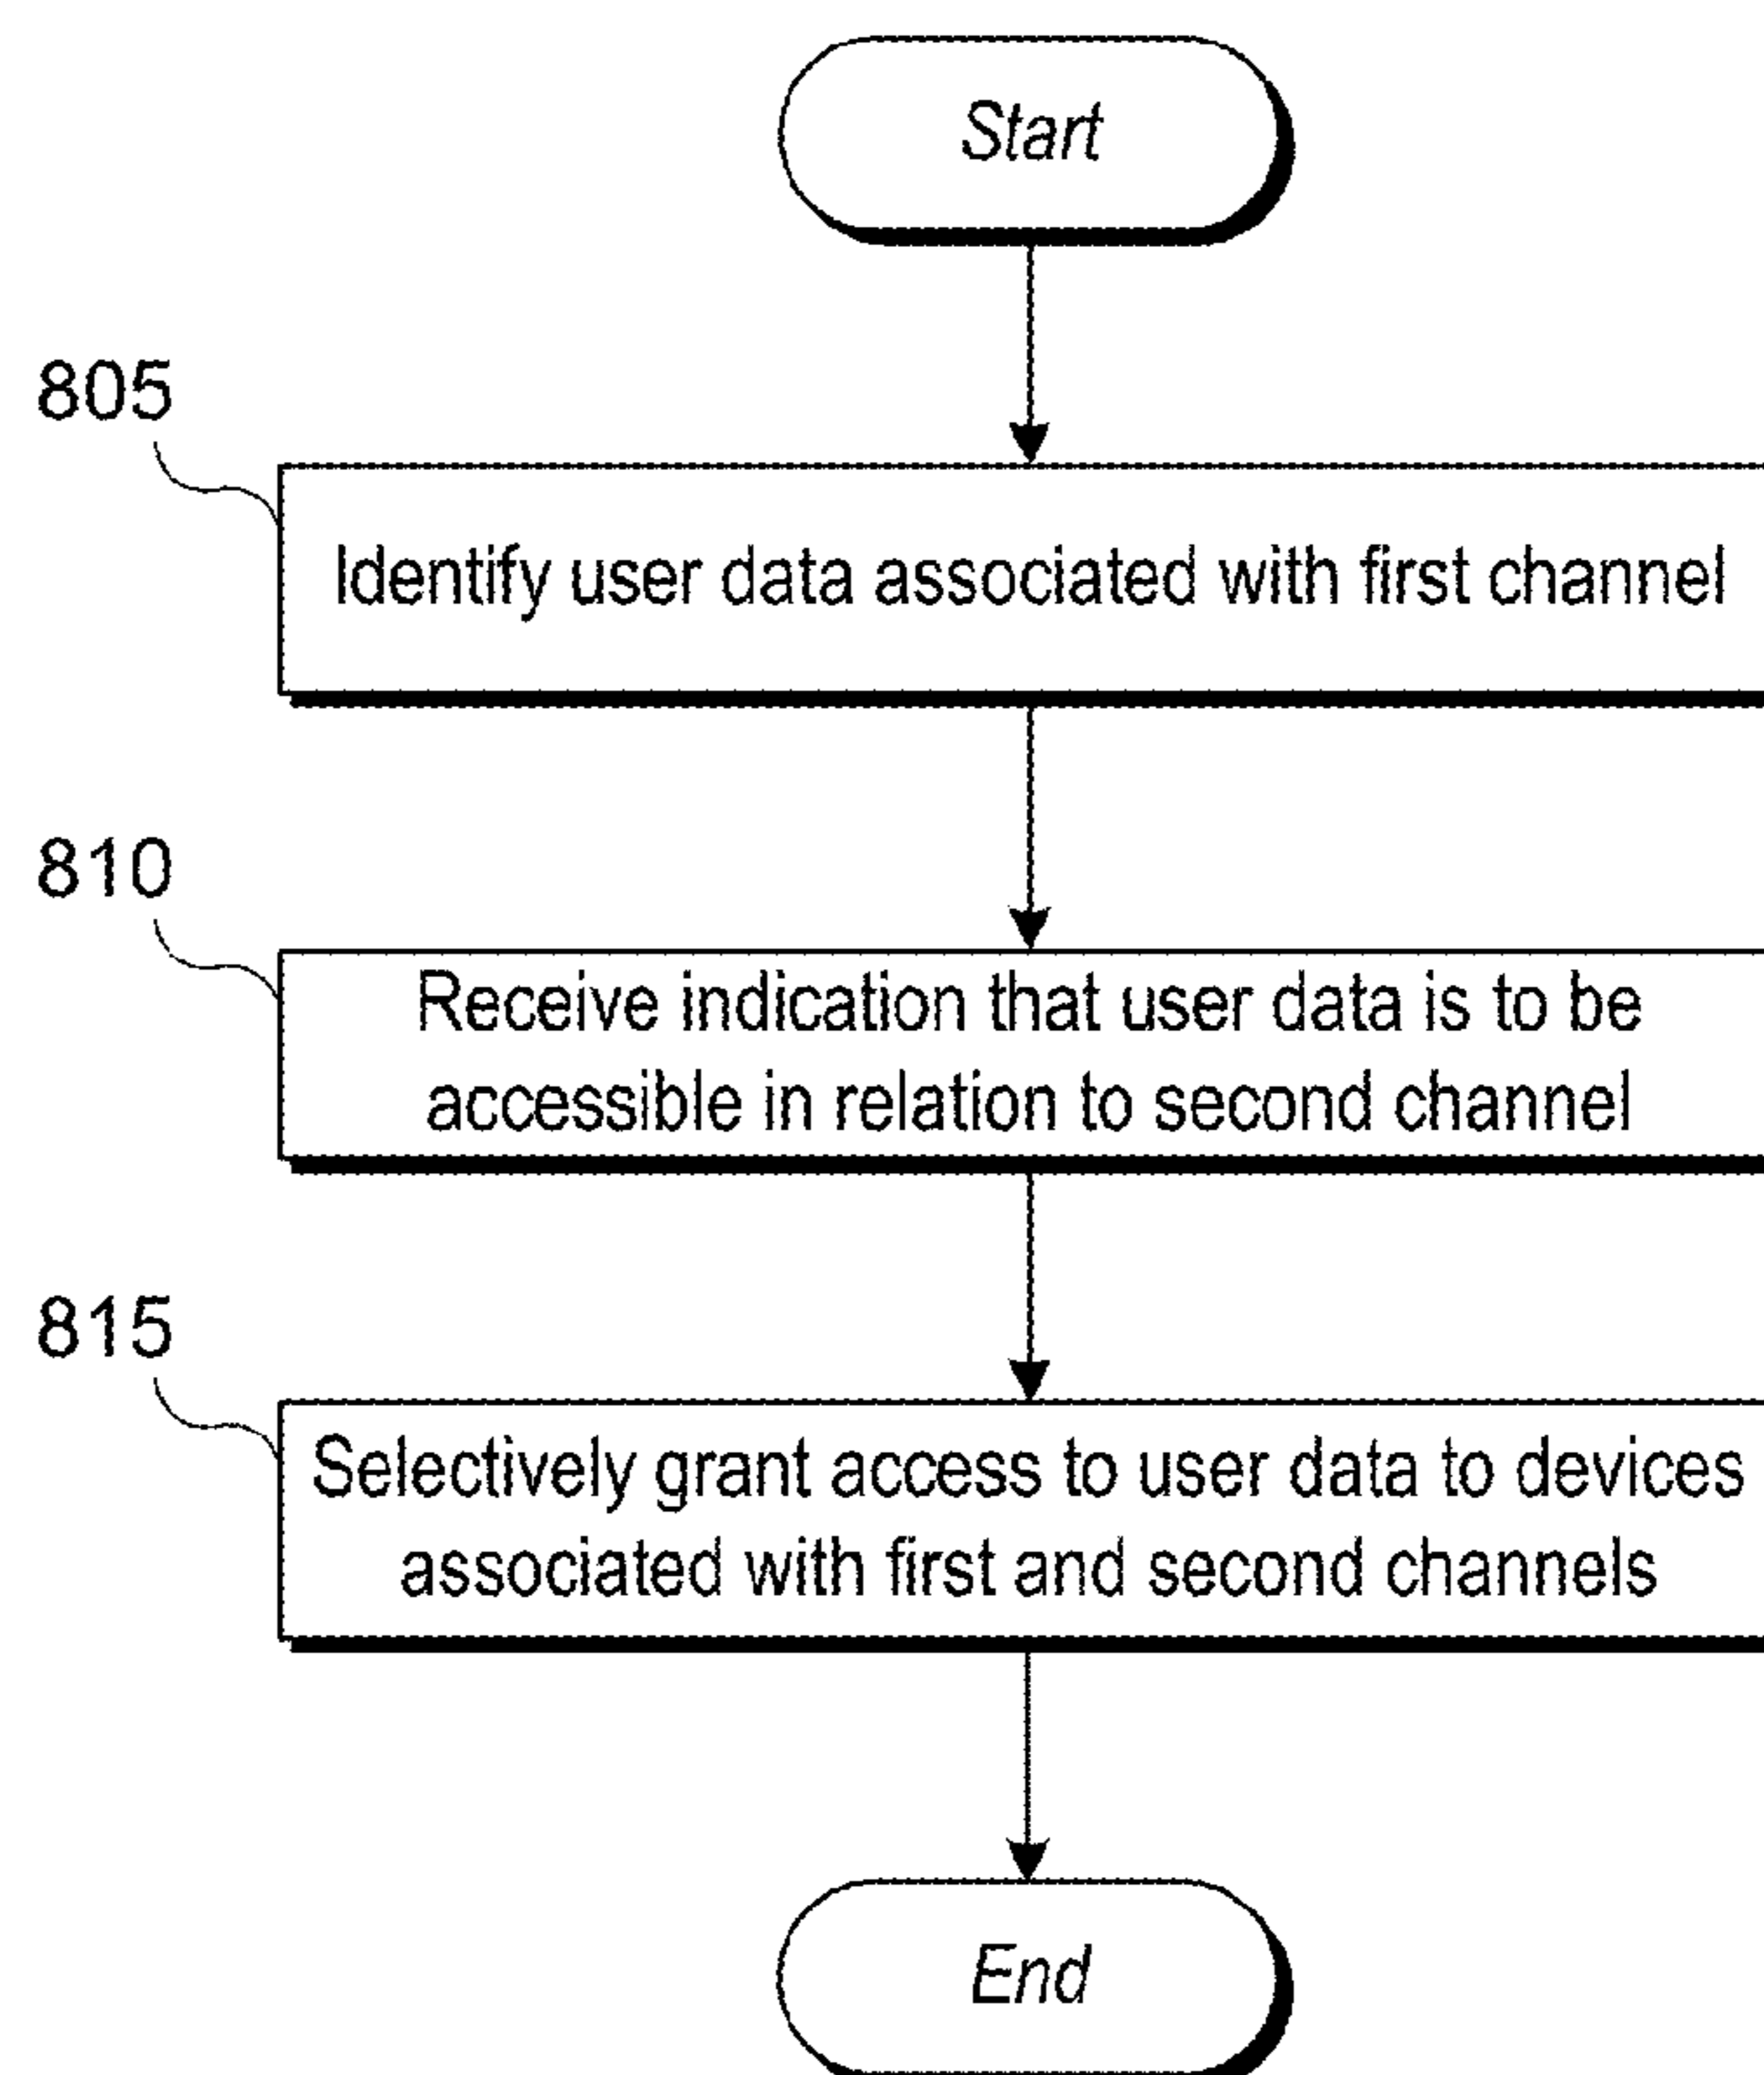 Start
805
Identify user data associated with first channel
810
Receive indication that user data is to be
accessible in relation to second channel
815
Selectively grant access to user data to devices
associated with first and second channels
End